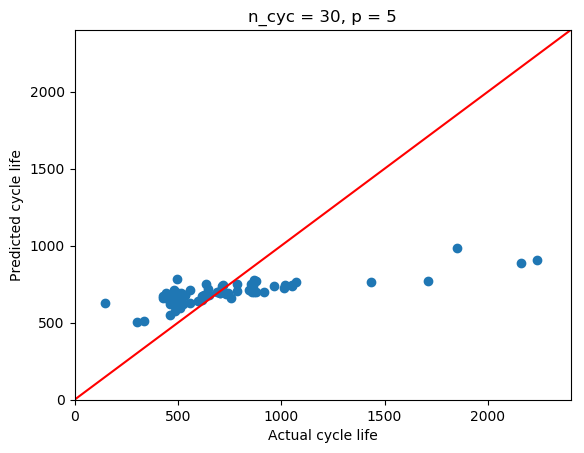 n_cyc = 30, p = 5
Predicted cycle life
2000
1500
1000
500
0
0 500 1000 1500 2000
Actual cycle life